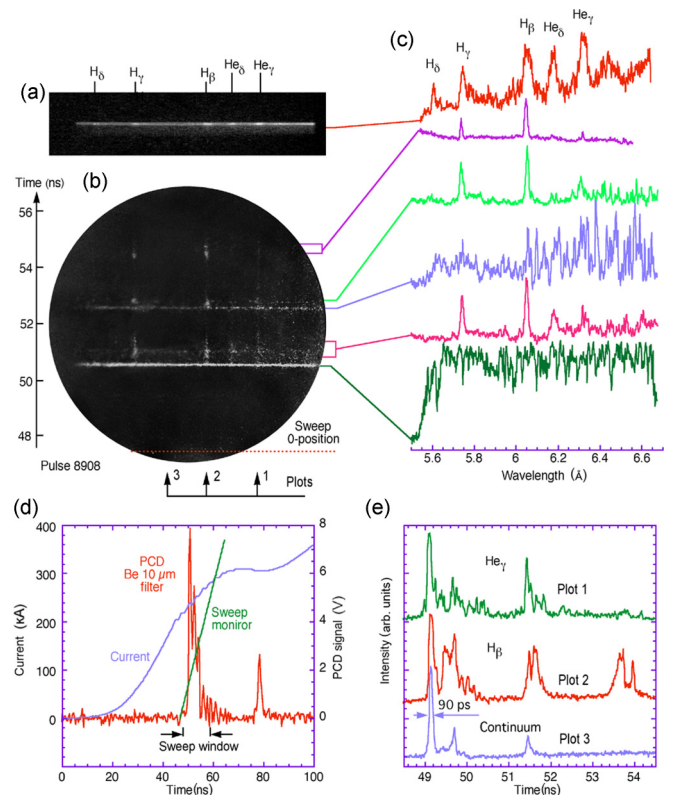 (a)
Hδ Hγ Hβ Heδ Heγ
(c)
Hδ Hγ Hβ Heδ Heγ
Time (ns)
(b)
56
54
52
50
48
Sweep
0-position
Pulse 8908
3 2 1 Plots
5.6 5.8 6 6.2 6.4 6.6
Wavelength (Å)
(d)
400
300
200
100
0
Current (kA)
PCD
Be 10 µm
filter
Current
Sweep
moniror
Sweep window
8
6
4
2
0
PCD signal (V)
0 20 40 60 80 100
Time(ns)
(e)
Intensity (arb. units)
Heγ
Plot 1
Hβ
Plot 2
90 ps
Continuum
Plot 3
49 50 51 52 53 54
Time(ns)